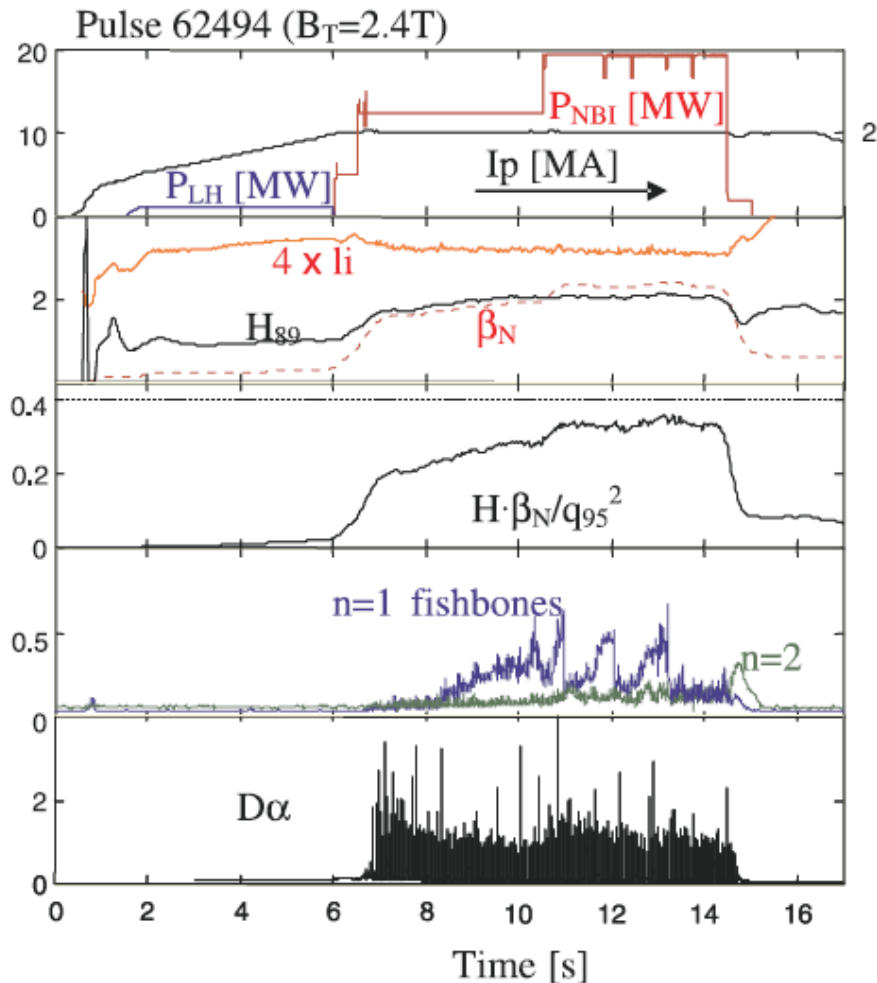 Pulse 62494 (B_T=2.4T)
20
P_NBI [MW]
10
2
P_LH [MW]
Ip [MA]
0
4 x li
2
H_89
β_N
0.4
0.2
H·β_N/q_95^2
0
n=1 fishbones
0.5
n=2
0
2
Dα
0
0 2 4 6 8 10 12 14 16
Time [s]